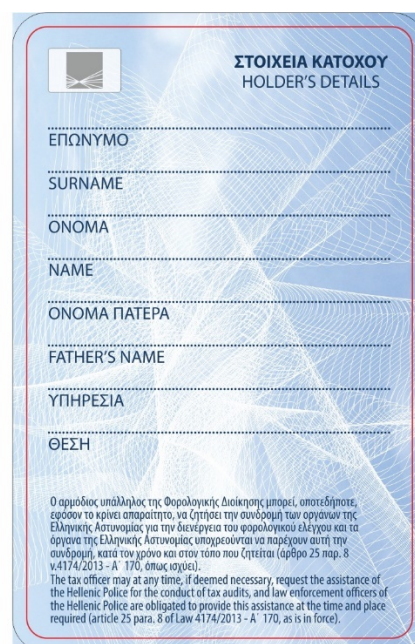 ΣΤΟΙΧΕΙΑ ΚΑΤΟΧΟΥ
HOLDER'S DETAILS
ΕΠΩΝΥΜΟ
SURNAME
ΟΝΟΜΑ
NAME
ΟΝΟΜΑ ΠΑΤΕΡΑ
FATHER'S NAME
ΥΠΗΡΕΣΙΑ
ΘΕΣΗ
Ο αρμόδιος υπάλληλος της Φορολογικής Διοίκησης μπορεί, οποτεδήποτε,
εφόσον το κρίνει απαραίτητο, να ζητήσει την συνδρομή των οργάνων της
Ελληνικής Αστυνομίας για την διενέργεια του φορολογικού ελέγχου και τα
όργανα της Ελληνικής Αστυνομίας υποχρεούνται να παρέχουν αυτή την
συνδρομή, κατά τον χρόνο και στον τόπο που ζητείται (άρθρο 25 παρ. 8
ν.4174/2013 - Α΄ 170, όπως ισχύει).
The tax officer may at any time, if deemed necessary, request the assistance of
the Hellenic Police for the conduct of tax audits, and law enforcement officers of
the Hellenic Police are obligated to provide this assistance at the time and place
required (article 25 para. 8 of Law 4174/2013 - A΄ 170, as is in force).